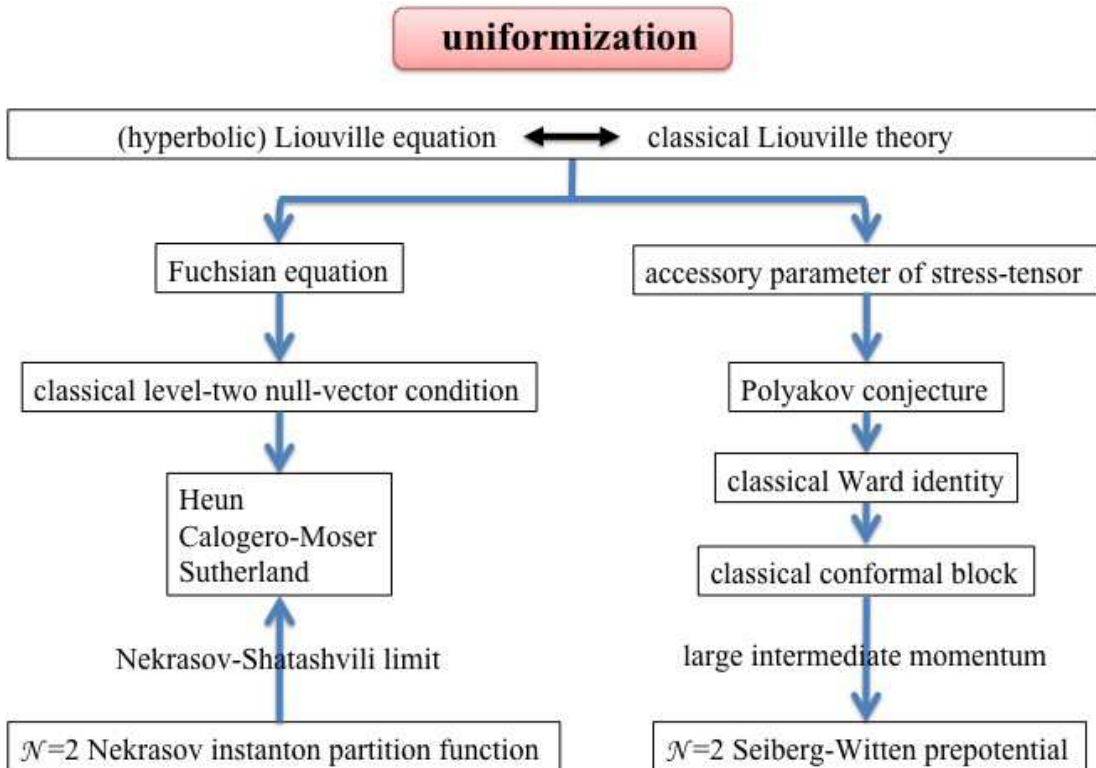 uniformization
(hyperbolic) Liouville equation classical Liouville theory
Fuchsian equation
accessory parameter of stress-tensor
classical level-two null-vector condition
Polyakov conjecture
classical Ward identity
Heun
Calogero-Moser
Sutherland
classical conformal block
Nekrasov-Shatashvili limit
large intermediate momentum
𝒩=2 Nekrasov instanton partition function
𝒩=2 Seiberg-Witten prepotential